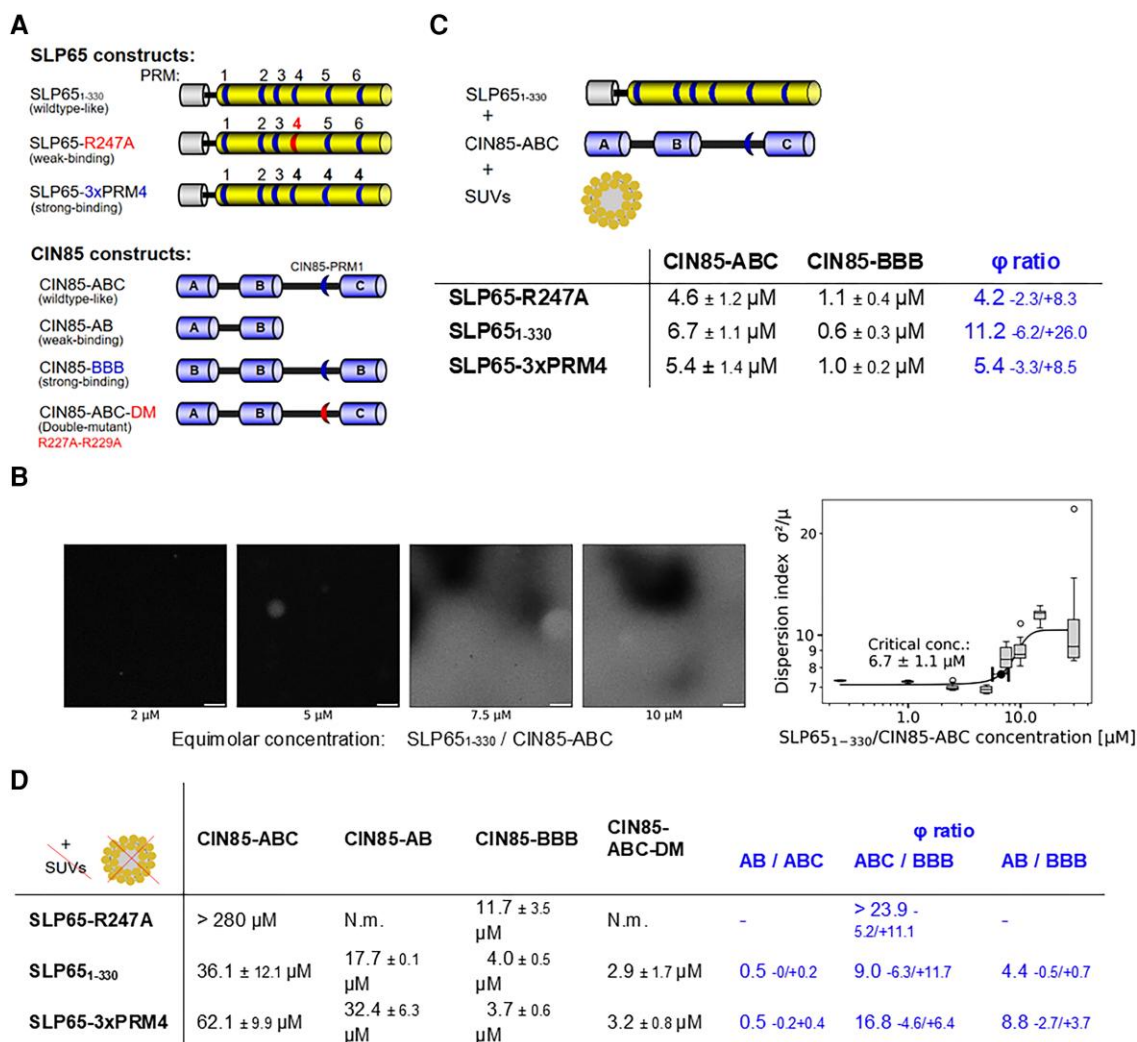 A
SLP65 constructs:
PRM: 1 2 3 4 5 6
SLP65₁₋₃₃₀
(wildtype-like)
1 2 3 4 5 6
SLP65-R247A
(weak-binding)
1 2 3 4 4 4
SLP65-3xPRM4
(strong-binding)
CIN85 constructs:
CIN85-PRM1
CIN85-ABC
(wildtype-like)
A B C
CIN85-AB
(weak-binding)
A B
CIN85-BBB
(strong-binding)
B B B
CIN85-ABC-DM
(Double-mutant)
R227A-R229A
A B C
C
SLP65₁₋₃₃₀
+
CIN85-ABC
A B C
+
SUVs
CIN85-ABC CIN85-BBB φ ratio
SLP65-R247A 4.6 ± 1.2 μM 1.1 ± 0.4 μM 4.2 -2.3/+8.3
SLP65₁₋₃₃₀ 6.7 ± 1.1 μM 0.6 ± 0.3 μM 11.2 -6.2/+26.0
SLP65-3xPRM4 5.4 ± 1.4 μM 1.0 ± 0.2 μM 5.4 -3.3/+8.5
B
2 μM 5 μM 7.5 μM 10 μM
Equimolar concentration: SLP65₁₋₃₃₀ / CIN85-ABC
Dispersion index σ²/μ
20
10
9
8
7
Critical conc.:
6.7 ± 1.1 μM
1.0 10.0
SLP65₁₋₃₃₀/CIN85-ABC concentration [μM]
D
+
SUVs
CIN85-ABC CIN85-AB CIN85-BBB CIN85-
ABC-DM
φ ratio
AB / ABC ABC / BBB AB / BBB
SLP65-R247A > 280 μM N.m. 11.7 ± 3.5
μM N.m. – > 23.9 -
5.2/+11.1 –
SLP65₁₋₃₃₀ 36.1 ± 12.1 μM 17.7 ± 0.1
μM 4.0 ± 0.5
μM 2.9 ± 1.7 μM 0.5 -0/+0.2 9.0 -6.3/+11.7 4.4 -0.5/+0.7
SLP65-3xPRM4 62.1 ± 9.9 μM 32.4 ± 6.3
μM 3.7 ± 0.6
μM 3.2 ± 0.8 μM 0.5 -0.2+0.4 16.8 -4.6/+6.4 8.8 -2.7/+3.7